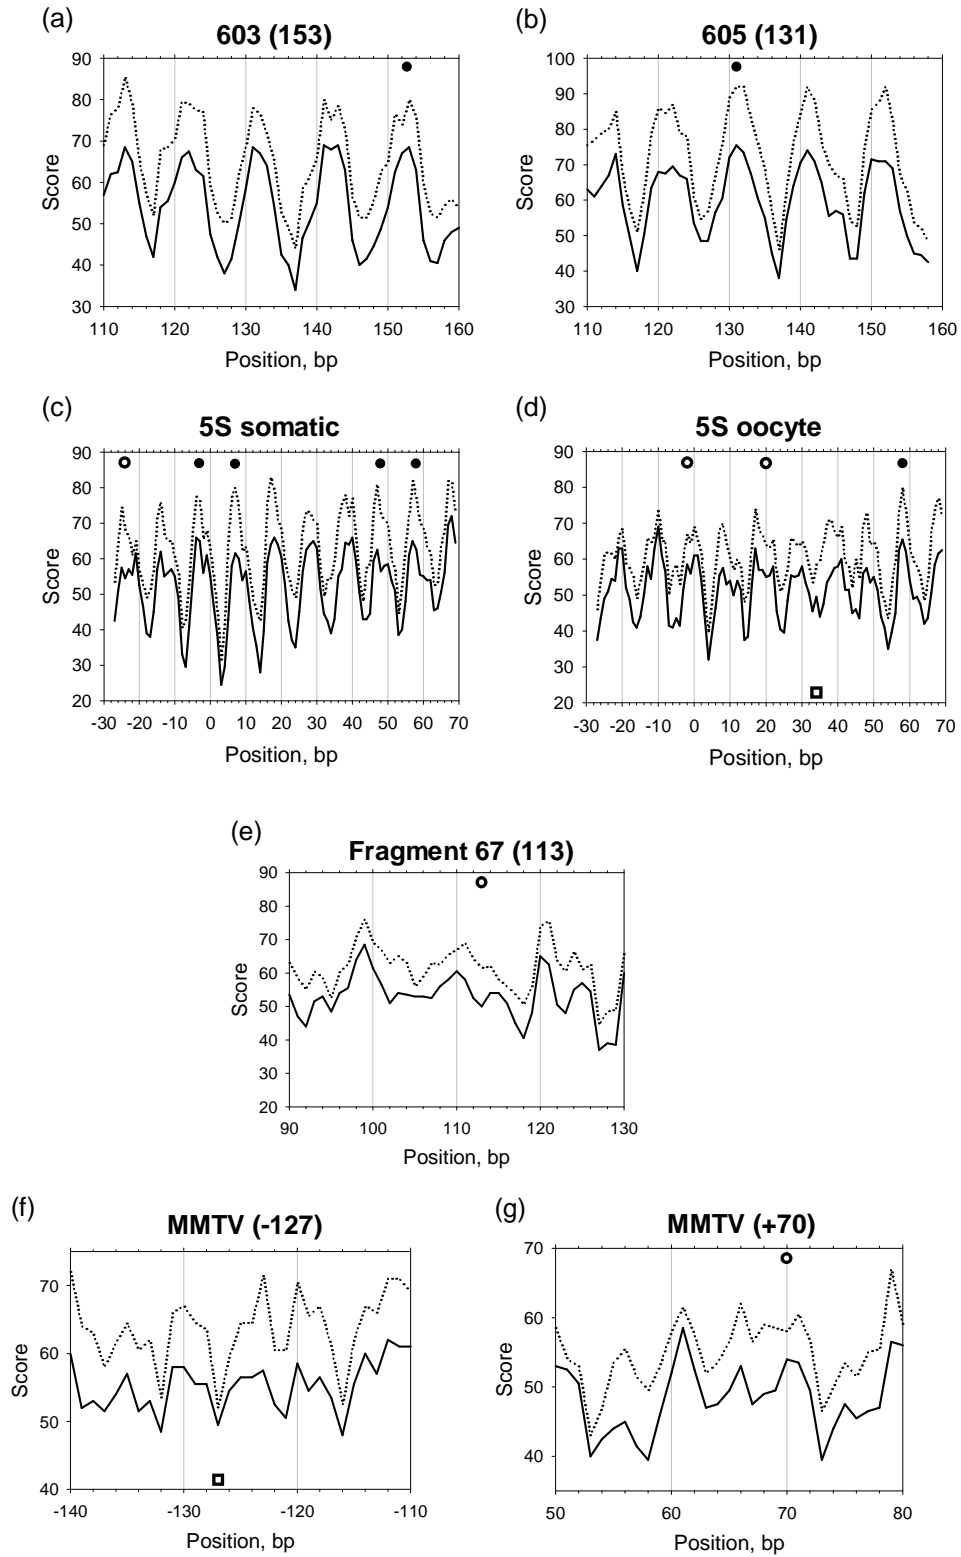 (a)
603 (153)
90
80
70
60
50
40
30
Score
110 120 130 140 150 160
Position, bp
(b)
605 (131)
100
90
80
70
60
50
40
30
Score
110 120 130 140 150 160
Position, bp
(c)
5S somatic
90
80
70
60
50
40
30
20
Score
-30 -20 -10 0 10 20 30 40 50 60 70
Position, bp
(d)
5S oocyte
90
80
70
60
50
40
30
20
Score
-30 -20 -10 0 10 20 30 40 50 60 70
Position, bp
(e)
Fragment 67 (113)
90
80
70
60
50
40
30
20
Score
90 100 110 120 130
Position, bp
(f)
MMTV (-127)
70
60
50
40
Score
-140 -130 -120 -110
Position, bp
(g)
MMTV (+70)
70
60
50
40
Score
50 60 70 80
Position, bp